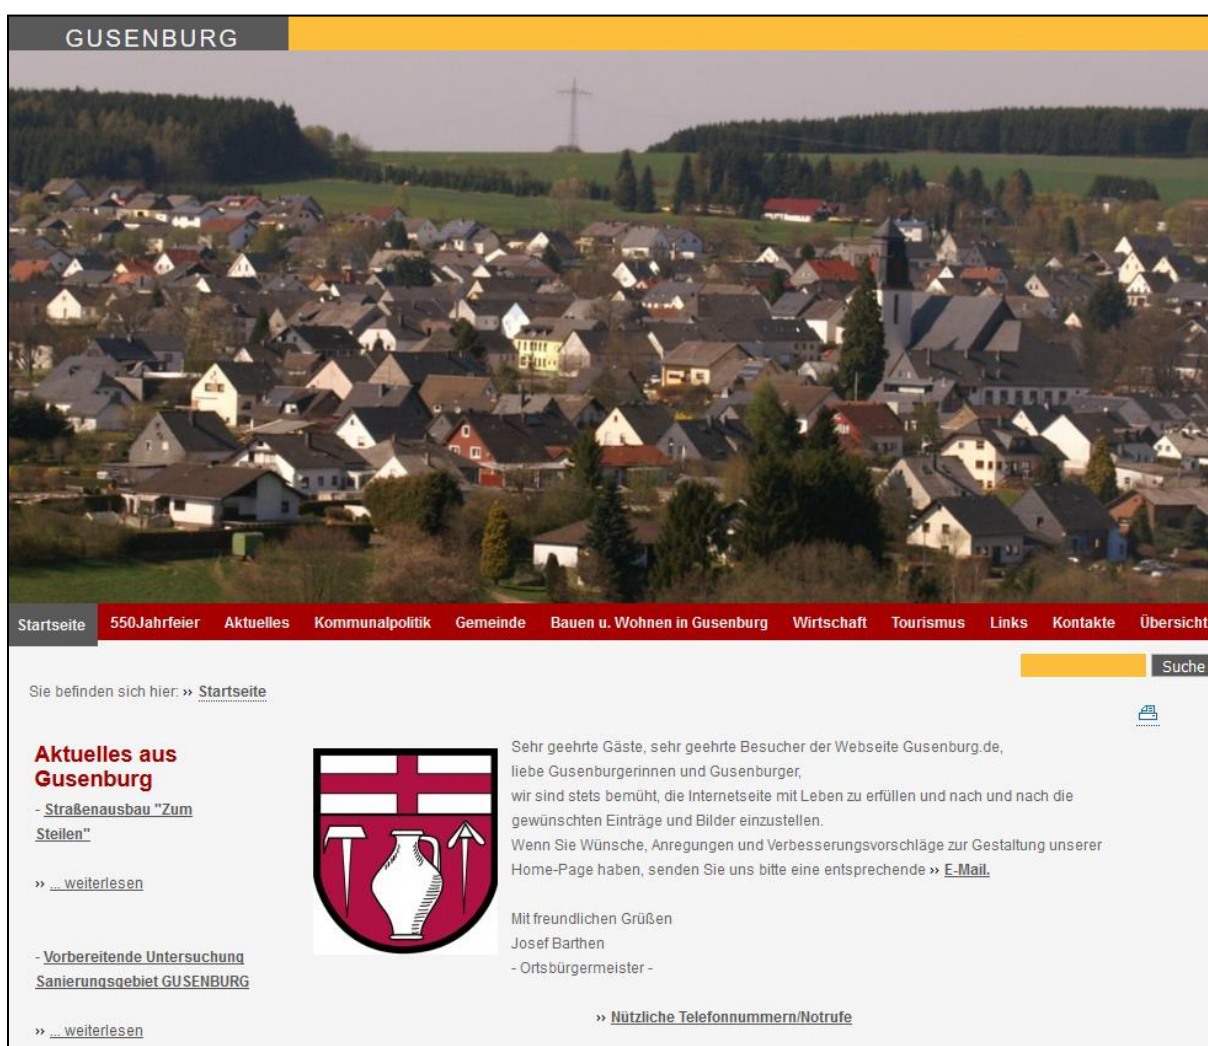 GUSENBURG
Startseite 550Jahrfeier Aktuelles Kommunalpolitik Gemeinde Bauen u. Wohnen in Gusenburg Wirtschaft Tourismus Links Kontakte Übersicht
Suche
Sie befinden sich hier: ›› Startseite
Aktuelles aus
Gusenburg
- Straßenausbau "Zum
Steilen"
›› ... weiterlesen
- Vorbereitende Untersuchung
Sanierungsgebiet GUSENBURG
›› ... weiterlesen
Sehr geehrte Gäste, sehr geehrte Besucher der Webseite Gusenburg.de,
liebe Gusenburgerinnen und Gusenburger,
wir sind stets bemüht, die Internetseite mit Leben zu erfüllen und nach und nach die
gewünschten Einträge und Bilder einzustellen.
Wenn Sie Wünsche, Anregungen und Verbesserungsvorschläge zur Gestaltung unserer
Home-Page haben, senden Sie uns bitte eine entsprechende ›› E-Mail.
Mit freundlichen Grüßen
Josef Barthen
- Ortsbürgermeister -
›› Nützliche Telefonnummern/Notrufe